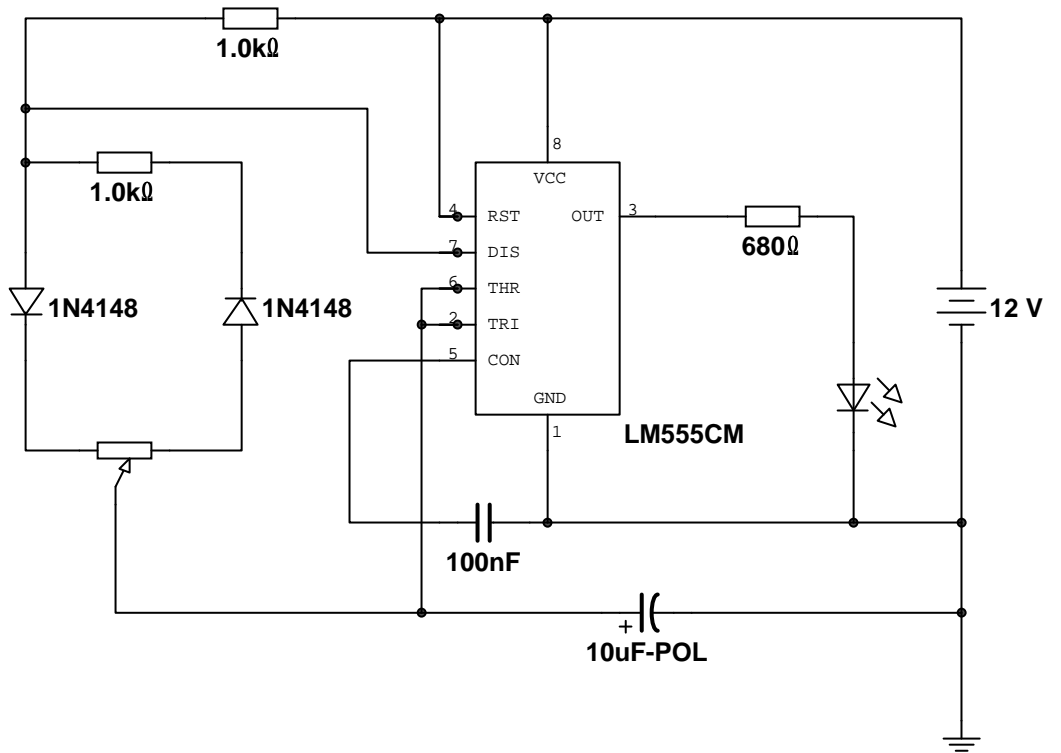 1.0kΩ
8
VCC
1.0kΩ
4 RST OUT 3
680Ω
7 DIS
6 THR
1N4148 1N4148
12 V
2 TRI
5 CON
GND
1
LM555CM
100nF
+
10uF-POL